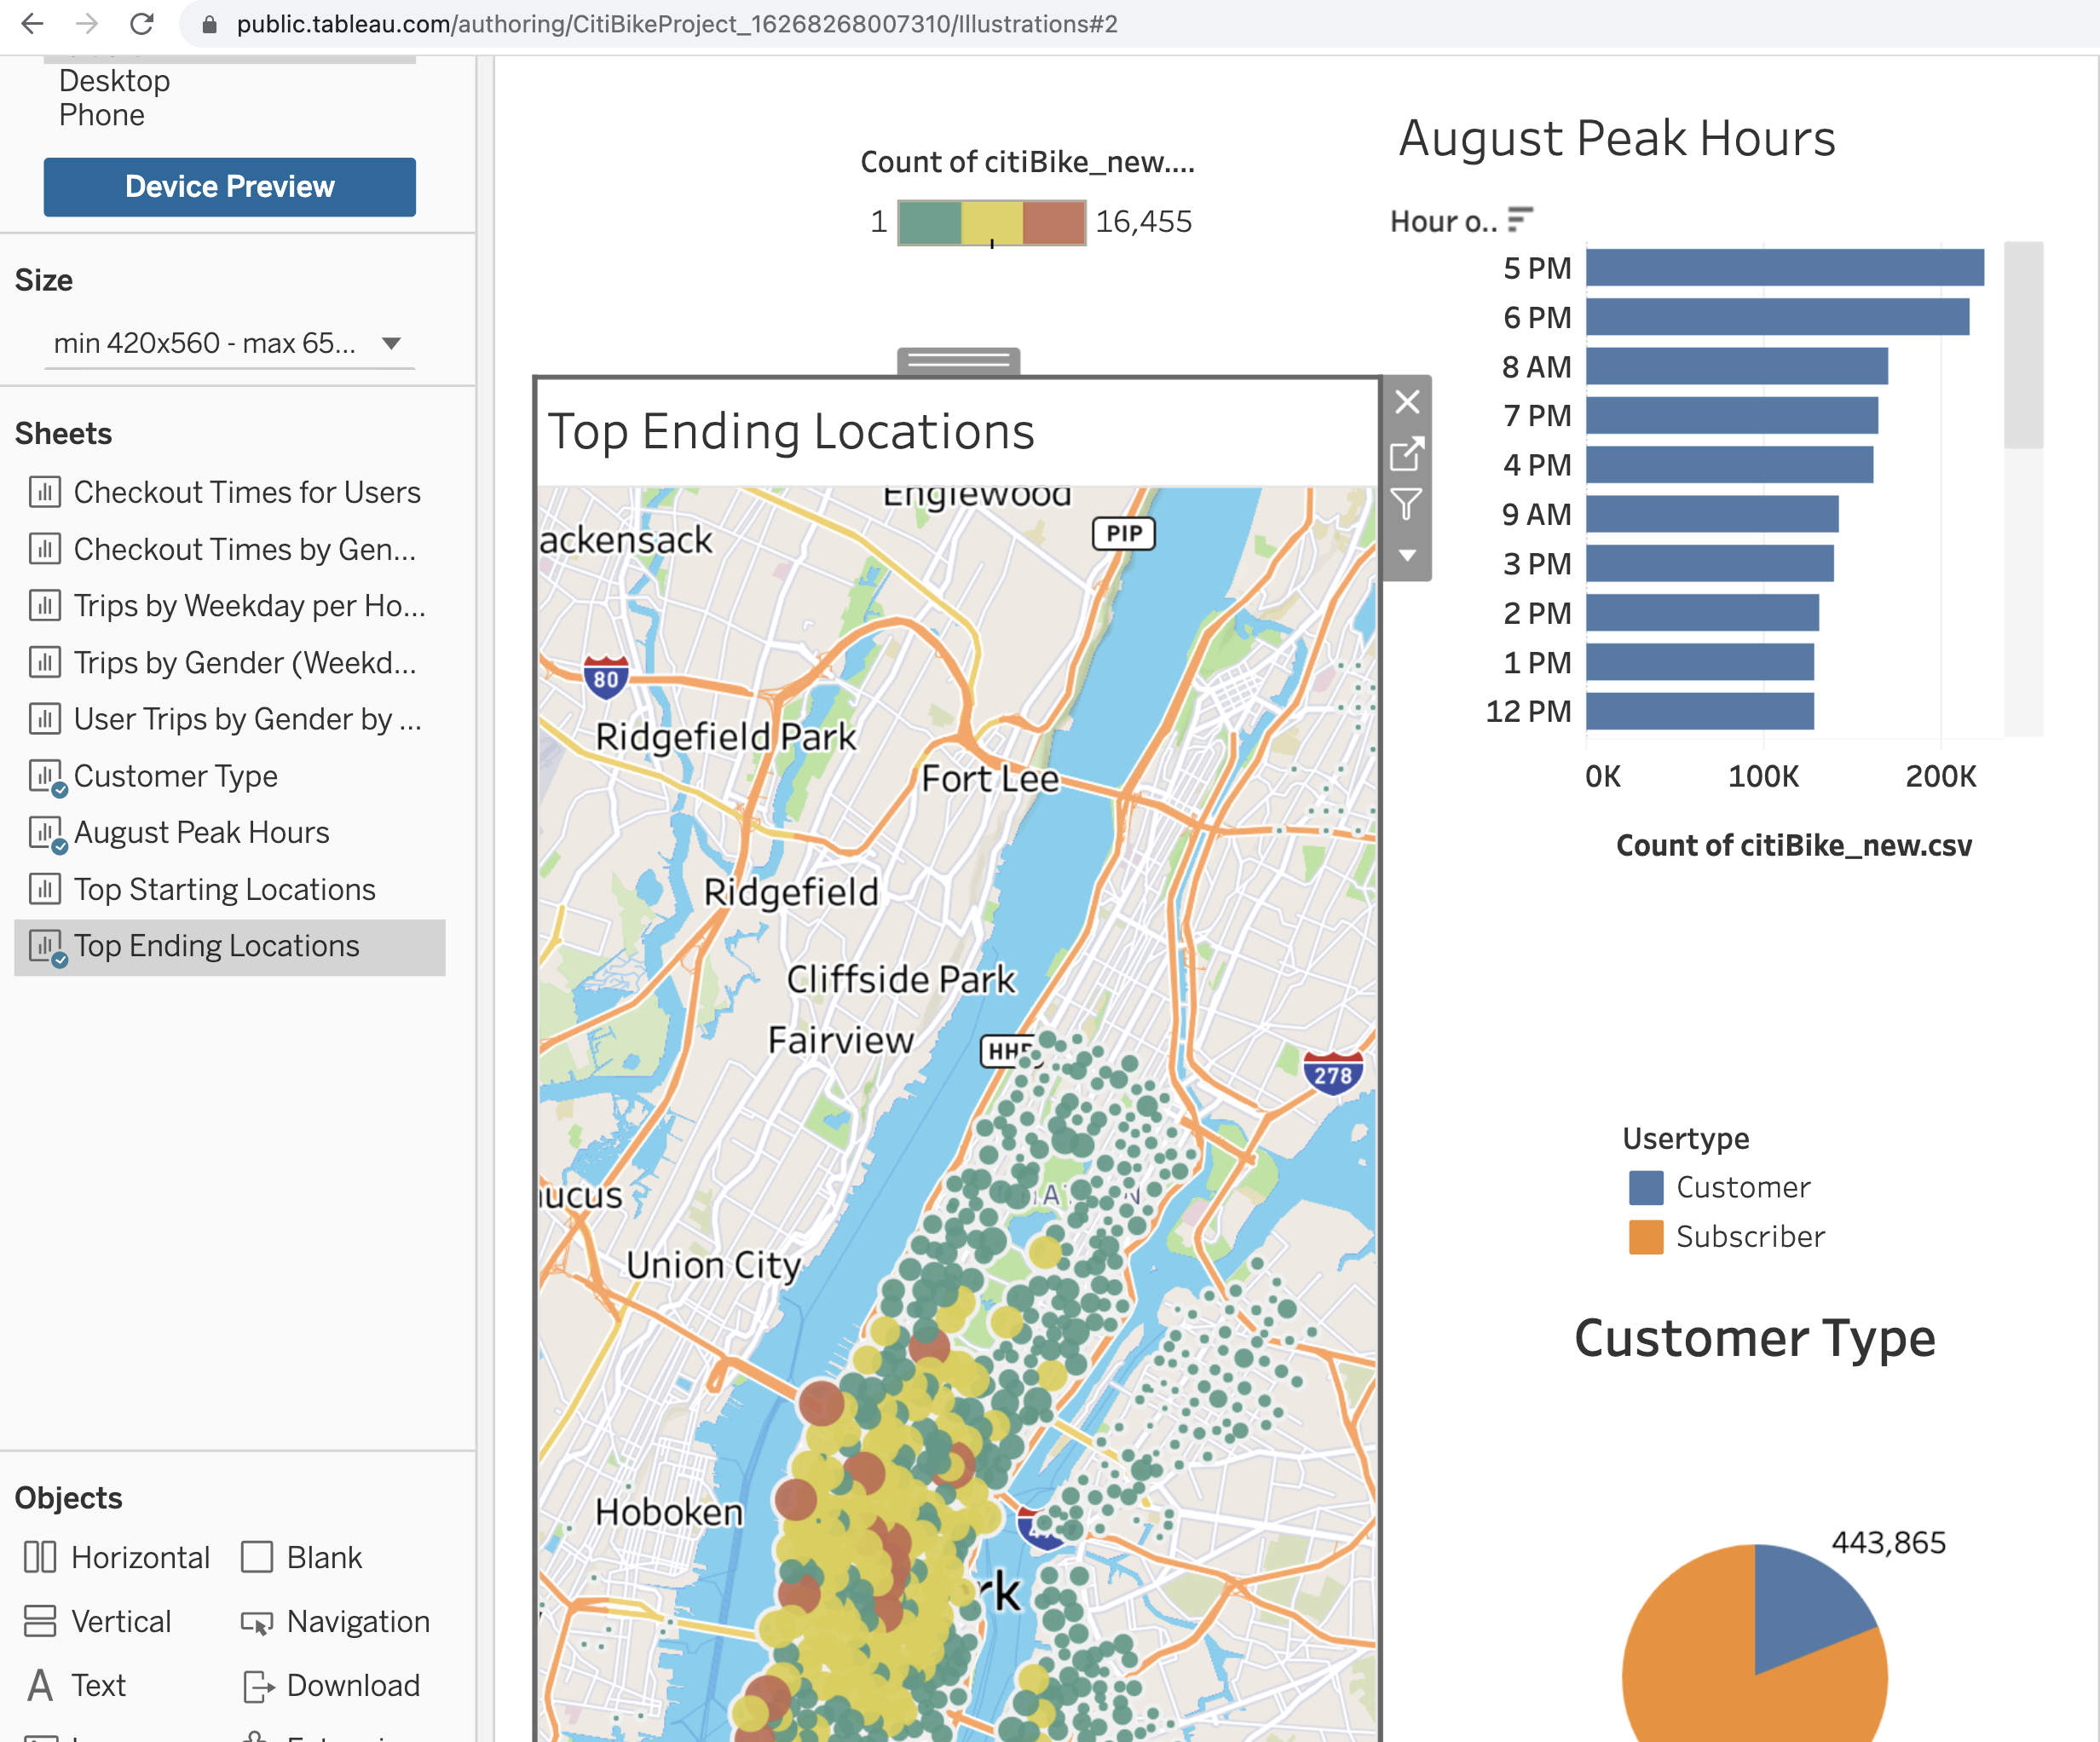 public.tableau.com/authoring/CitiBikeProject_16268268007310/Illustrations#2
Desktop
Phone
Device Preview
Size
min 420x560 - max 65...
Sheets
Checkout Times for Users
Checkout Times by Gen...
Trips by Weekday per Ho...
Trips by Gender (Weekd...
User Trips by Gender by ...
Customer Type
August Peak Hours
Top Starting Locations
Top Ending Locations
Objects
Horizontal
Blank
Vertical
Navigation
Text
Download
Count of citiBike_new....
1
16,455
Top Ending Locations
Englewood
ackensack
PIP
80
Ridgefield Park
Fort Lee
Ridgefield
Cliffside Park
Fairview
278
ucus
Union City
Hoboken
rk
August Peak Hours
Hour o..
5 PM
6 PM
8 AM
7 PM
4 PM
9 AM
3 PM
2 PM
1 PM
12 PM
0K 100K 200K
Count of citiBike_new.csv
Usertype
Customer
Subscriber
Customer Type
443,865